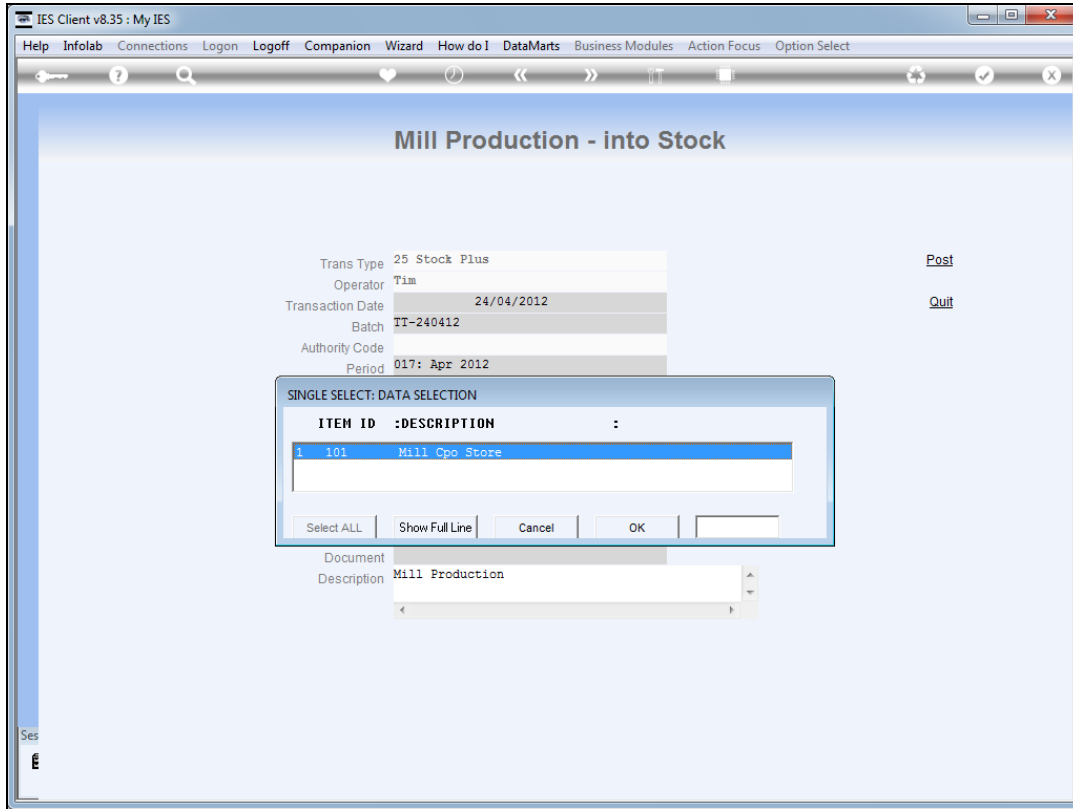 IES Client v8.35 : My IES
Help Infolab Connections Logon Logoff Companion Wizard How do I DataMarts Business Modules Action Focus Option Select
Mill Production - into Stock
Trans Type 25 Stock Plus Post
Operator Tim
Transaction Date 24/04/2012 Quit
Batch TT-240412
Authority Code
Period 017: Apr 2012
SINGLE SELECT: DATA SELECTION
ITEM ID :DESCRIPTION :
1 101 Mill Cpo Store
Select ALL Show Full Line Cancel OK
Document
Description Mill Production
Ses